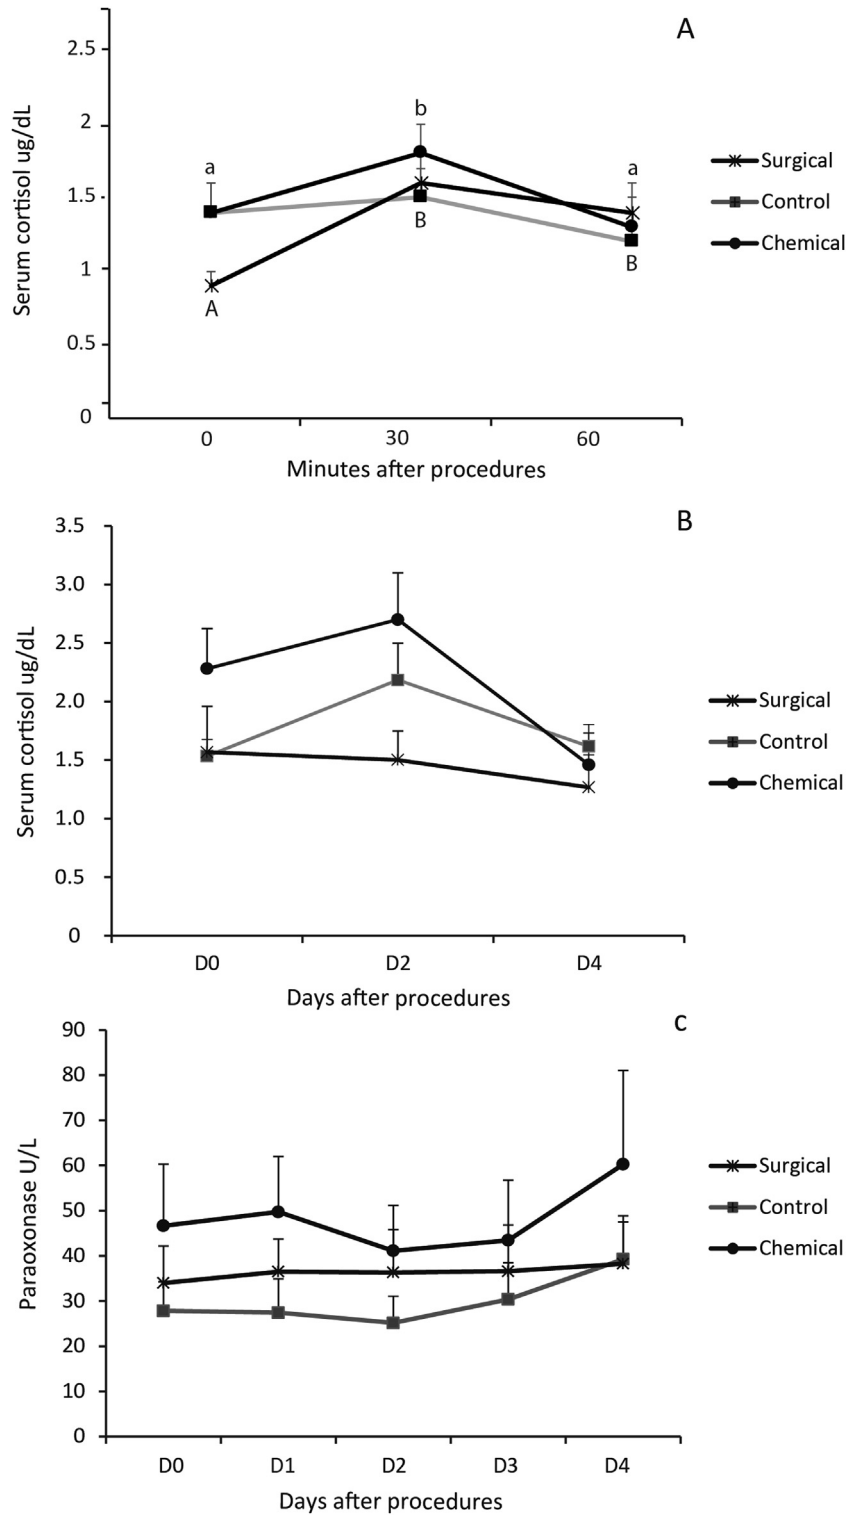 A
Serum cortisol ug/dL
2.5
2
1.5
1
0.5
0
a
b
a
A
B
B
0
30
60
Minutes after procedures
Surgical
Control
Chemical
B
Serum cortisol ug/dL
3.5
3.0
2.5
2.0
1.5
1.0
0.5
0
D0
D2
D4
Days after procedures
Surgical
Control
Chemical
c
Paraoxonase U/L
90
80
70
60
50
40
30
20
10
0
D0
D1
D2
D3
D4
Days after procedures
Surgical
Control
Chemical